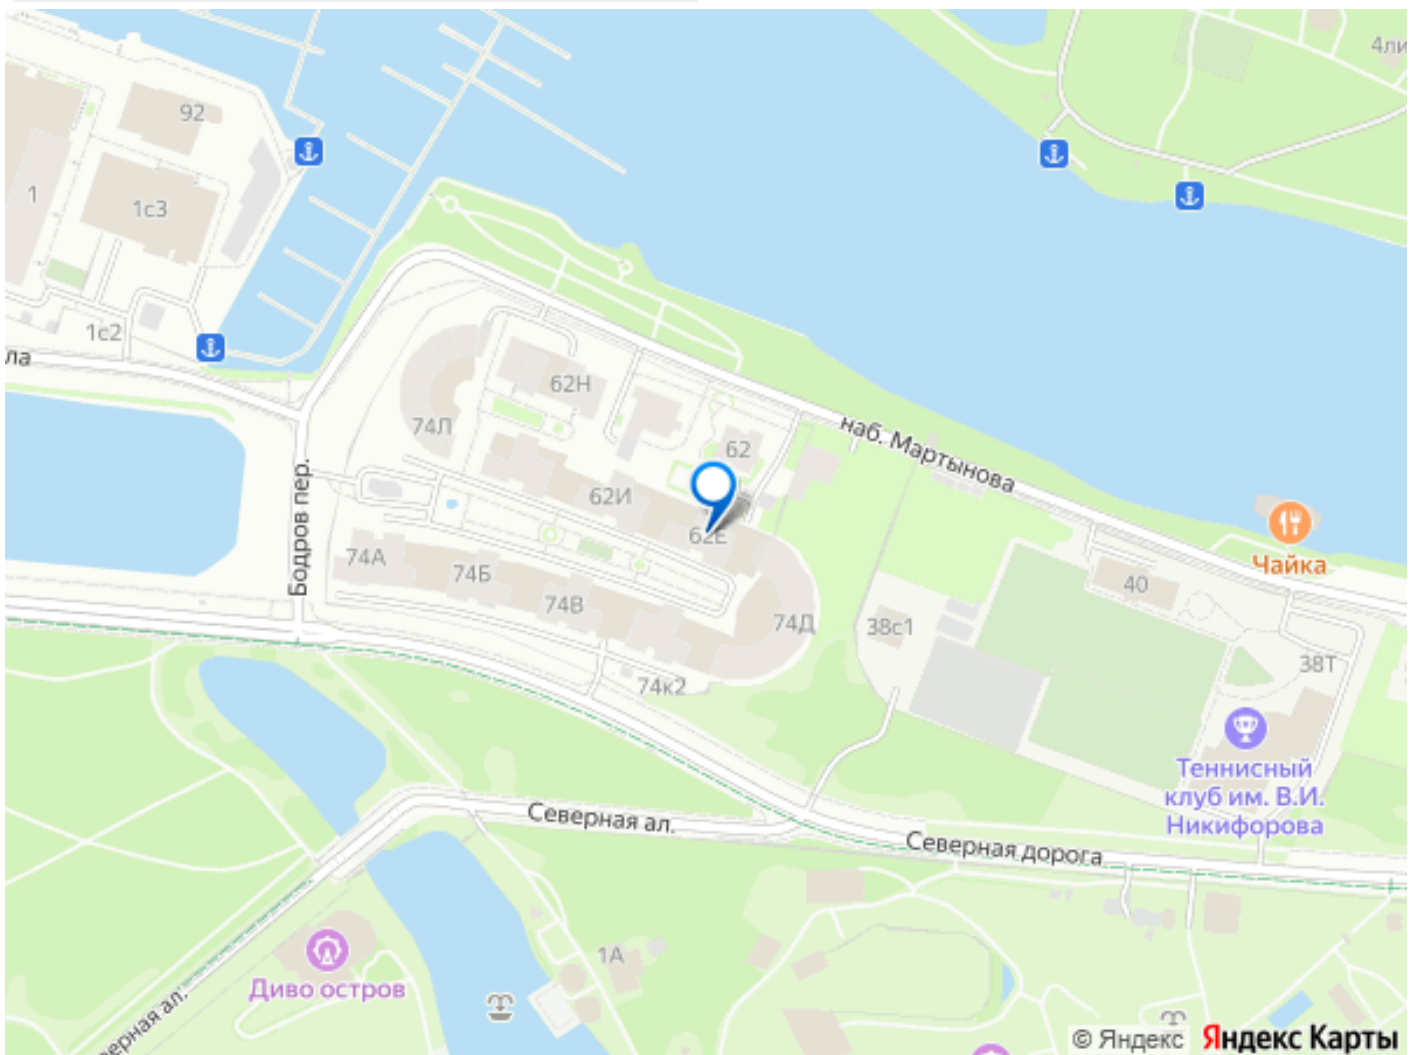 4ли
92
1
1с3
1с2
ла
62Н
74Л
наб. Мартынова
62
Бодров пер.
62И
62Е
Чайка
74А
74Б
40
74В
74Д
38с1
38Т
74к2
Теннисный
клуб им. В.И.
Никифорова
Северная ал.
Северная дорога
1А
Диво остров
верная ал.
© Яндекс Яндекс Карты